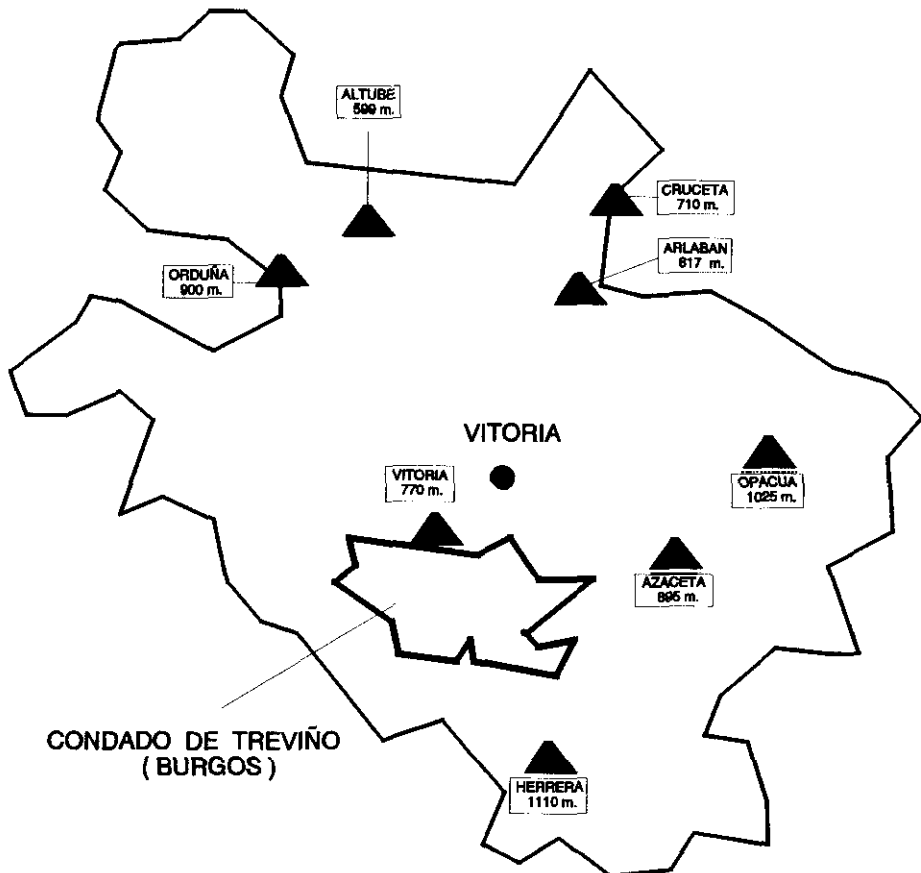 ALTUBE
599 m.
CRUCETA
710 m.
ARLABAN
617 m.
ORDUÑA
900 m.
VITORIA
VITORIA
770 m.
OPACUA
1025 m.
AZACETA
895 m.
CONDADO DE TREVIÑO
( BURGOS )
HERRERA
1110 m.